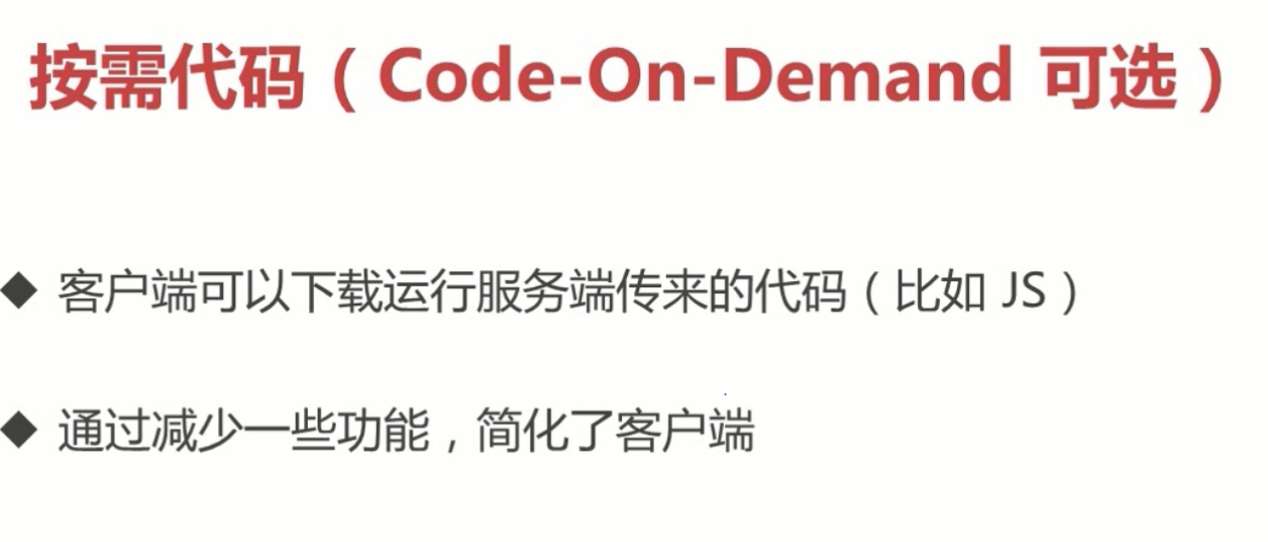 按需代码（Code-On-Demand 可选）
◆ 客户端可以下载运行服务端传来的代码（比如 JS）
◆ 通过减少一些功能，简化了客户端